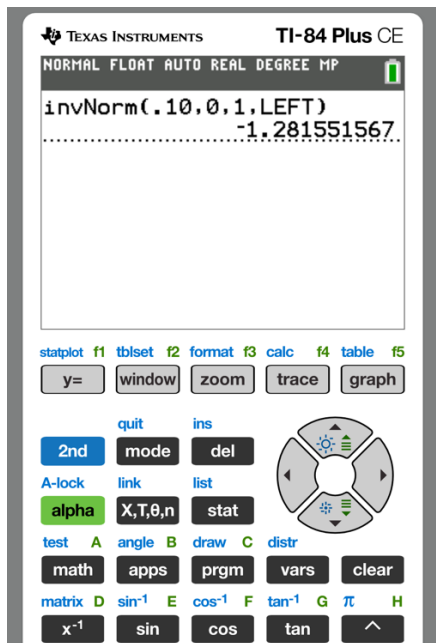 TEXAS INSTRUMENTS TI-84 Plus CE
NORMAL FLOAT AUTO REAL DEGREE MP
invNorm(.10,0,1,LEFT)
-1.281551567
statplot f1 tblset f2 format f3 calc f4 table f5
y= window zoom trace graph
quit ins
2nd mode del
A-lock link list
alpha X,T,θ,n stat
test A angle B draw C distr
math apps prgm vars clear
matrix D sin⁻¹ E cos⁻¹ F tan⁻¹ G π H
x⁻¹ sin cos tan ^